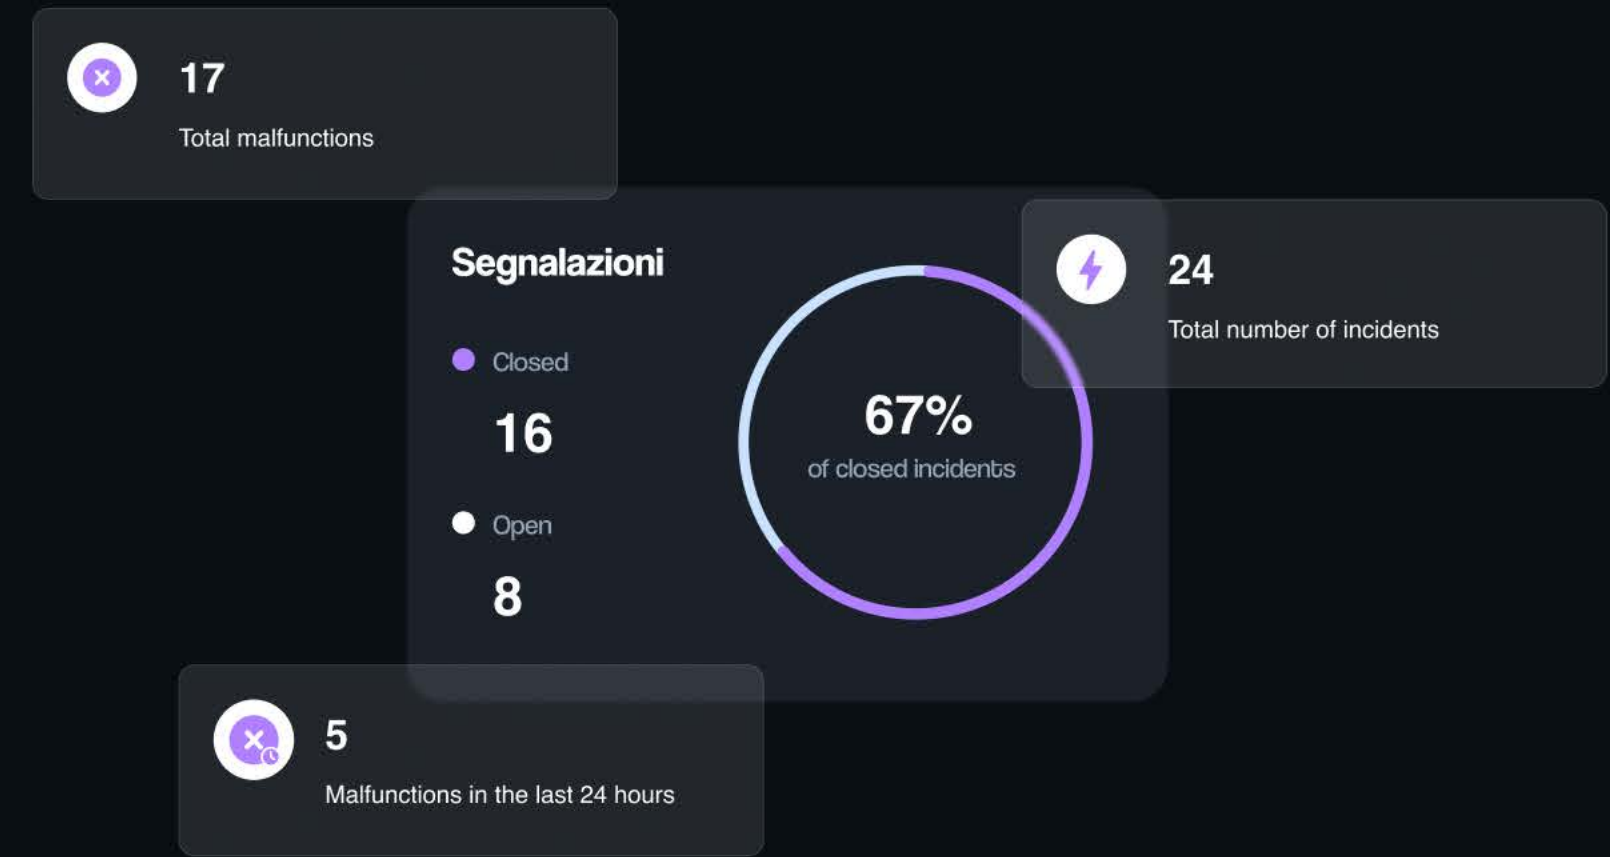 17
Total malfunctions
Segnalazioni
Closed
16
Open
8
67%
of closed incidents
24
Total number of incidents
5
Malfunctions in the last 24 hours